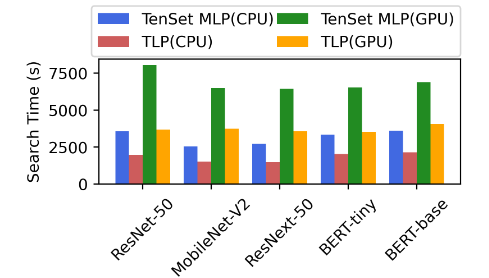 TenSet MLP(CPU) TenSet MLP(GPU)
TLP(CPU) TLP(GPU)
Search Time (s)
7500
5000
2500
0
ResNet-50
MobileNet-V2
ResNext-50
BERT-tiny
BERT-base